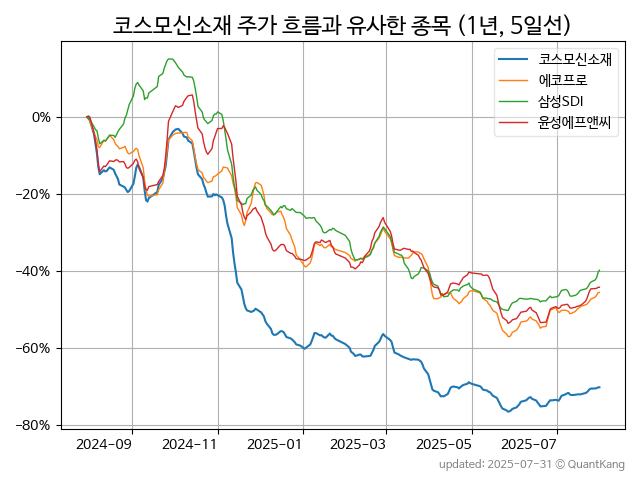 코스모신소재 주가 흐름과 유사한 종목 (1년, 5일선)
코스모신소재
에코프로
삼성SDI
윤성에프앤씨
0%
−20%
−40%
−60%
−80%
2024-09
2024-11
2025-01
2025-03
2025-05
2025-07
updated: 2025-07-31 © QuantKang